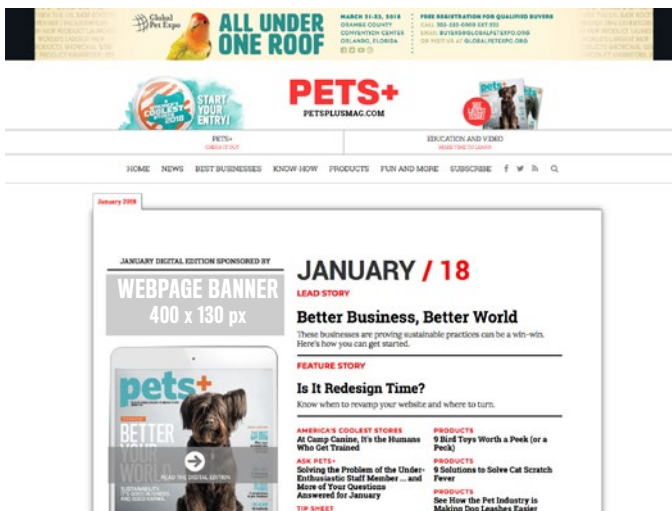 Global
Pet Expo
ALL UNDER
ONE ROOF
MARCH 21-23, 2018
ORANGE COUNTY
CONVENTION CENTER
ORLANDO, FLORIDA
FREE REGISTRATION FOR QUALIFIED BUYERS
START
YOUR
ENTRY!
PETS+
PETSPLUSMAG.COM
PETS+
CHECK IT OUT
EDUCATION AND VIDEO
MAKE TIME TO LEARN
HOME NEWS BEST BUSINESSES KNOW-HOW PRODUCTS FUN AND MORE SUBSCRIBE
January 2018
JANUARY DIGITAL EDITION SPONSORED BY
WEBPAGE BANNER
400 x 130 px
pets+
BETTER
YOUR
WORLD
READ THE DIGITAL EDITION
JANUARY / 18
LEAD STORY
Better Business, Better World
These businesses are proving sustainable practices can be a win-win.
Here's how you can get started.
FEATURE STORY
Is It Redesign Time?
Know when to revamp your website and where to turn.
AMERICA'S COOLEST STORES
At Camp Canine, It's the Humans
Who Get Trained
ASK PETS+
Solving the Problem of the Under-
Enthusiastic Staff Member ... and
More of Your Questions
Answered for January
TIP SHEET
PRODUCTS
9 Bird Toys Worth a Peek (or a
Peck)
PRODUCTS
9 Solutions to Solve Cat Scratch
Fever
PRODUCTS
See How the Pet Industry is
Making Dog Leashes Easier